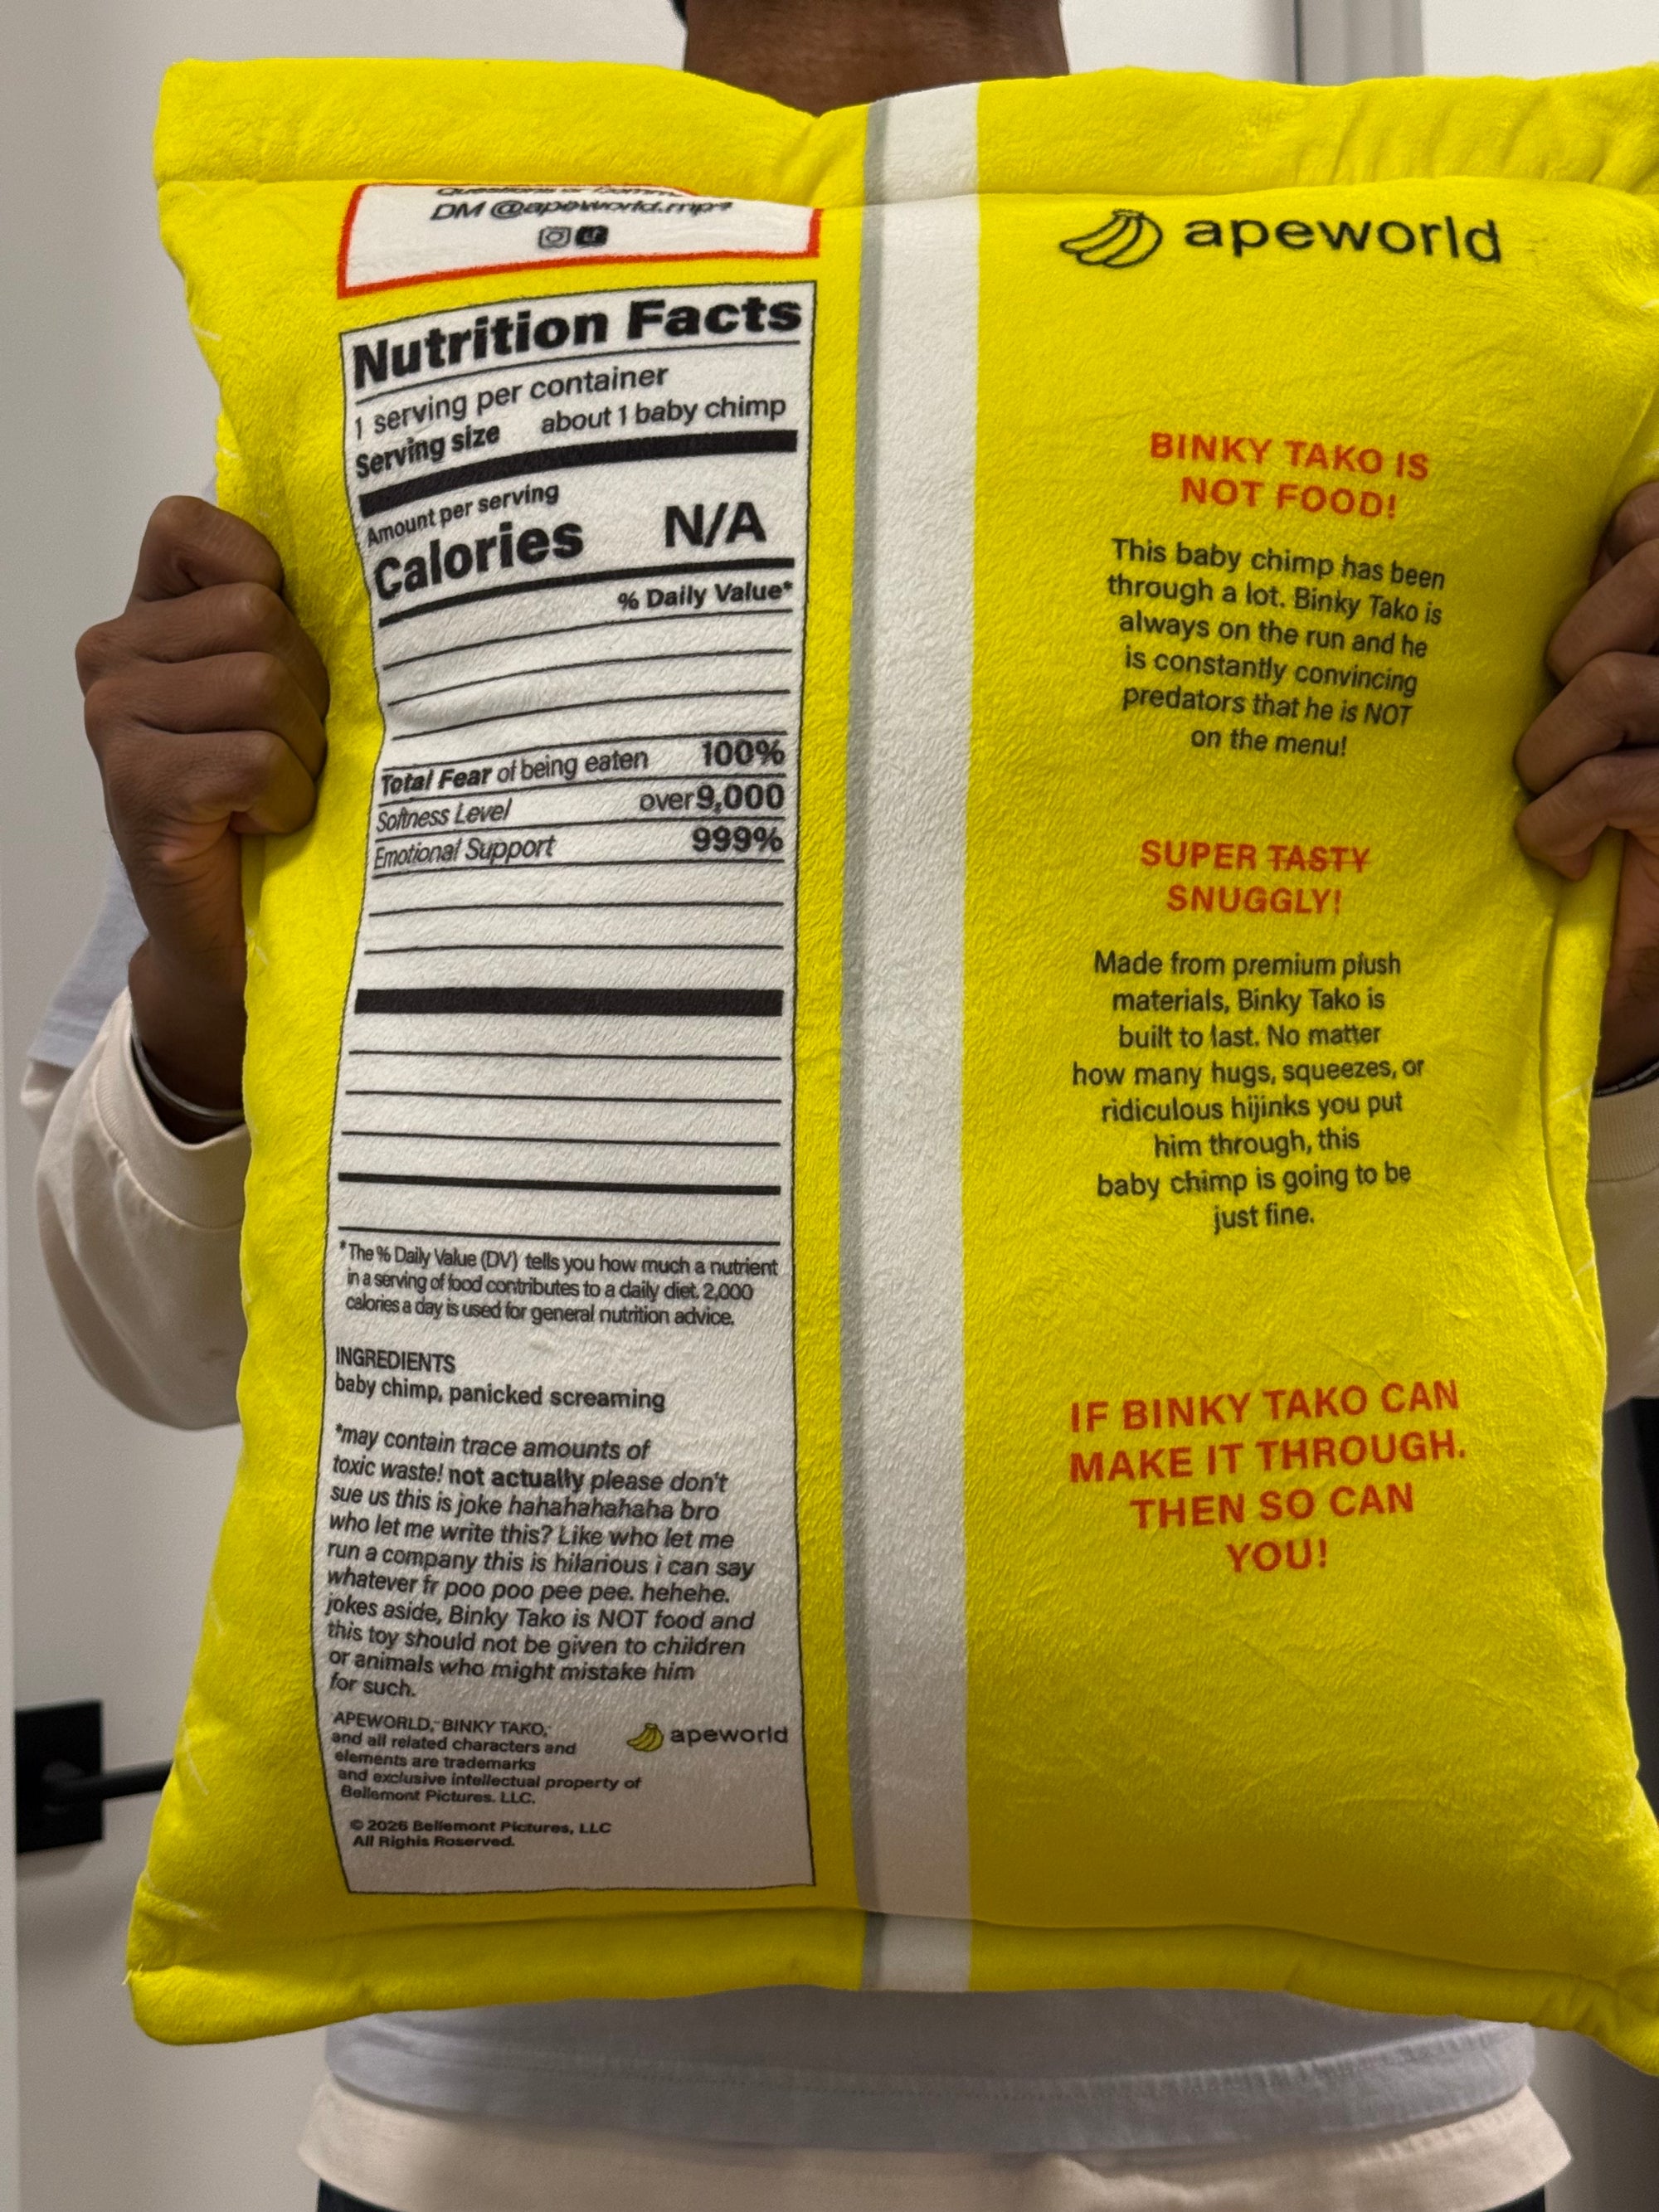 Questions or Comm
DM @apeworld.mp4
Nutrition Facts
1 serving per container
Serving size about 1 baby chimp
Amount per serving
Calories N/A
% Daily Value*
Total Fear of being eaten 100%
Softness Level over9,000
Emotional Support 999%
*The % Daily Value (DV) tells you how much a nutrient
in a serving of food contributes to a daily diet. 2,000
calories a day is used for general nutrition advice.
INGREDIENTS
baby chimp, panicked screaming
*may contain trace amounts of
toxic waste! not actually please don't
sue us this is joke hahahahahaha bro
who let me write this? Like who let me
run a company this is hilarious i can say
whatever fr poo poo pee pee. hehehe.
jokes aside, Binky Tako is NOT food and
this toy should not be given to children
or animals who might mistake him
for such.
APEWORLD,™ BINKY TAKO,™
and all related characters and
elements are trademarks
and exclusive intellectual property of
Bellemont Pictures. LLC.
apeworld
© 2026 Bellemont Pictures, LLC
All Righis Roserved.
apeworld
BINKY TAKO IS
NOT FOOD!
This baby chimp has been
through a lot. Binky Tako is
always on the run and he
is constantly convincing
predators that he is NOT
on the menu!
SUPER TASTY
SNUGGLY!
Made from premium plush
materials, Binky Tako is
built to last. No matter
how many hugs, squeezes, or
ridiculous hijinks you put
him through, this
baby chimp is going to be
just fine.
IF BINKY TAKO CAN
MAKE IT THROUGH.
THEN SO CAN
YOU!